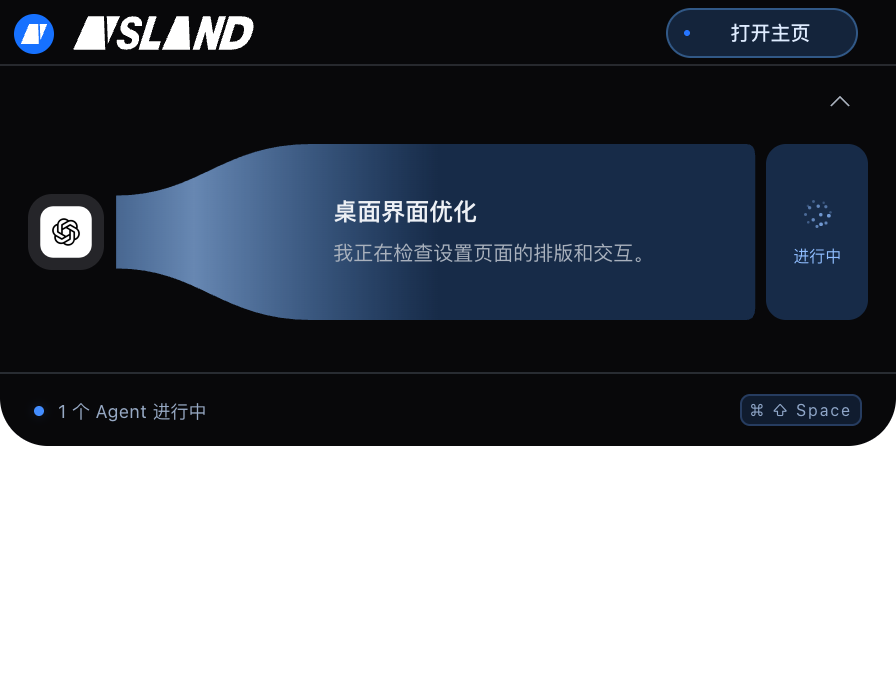 AISLAND
打开主页
桌面界面优化
我正在检查设置页面的排版和交互。
进行中
1 个 Agent 进行中
⌘ ⇧ Space